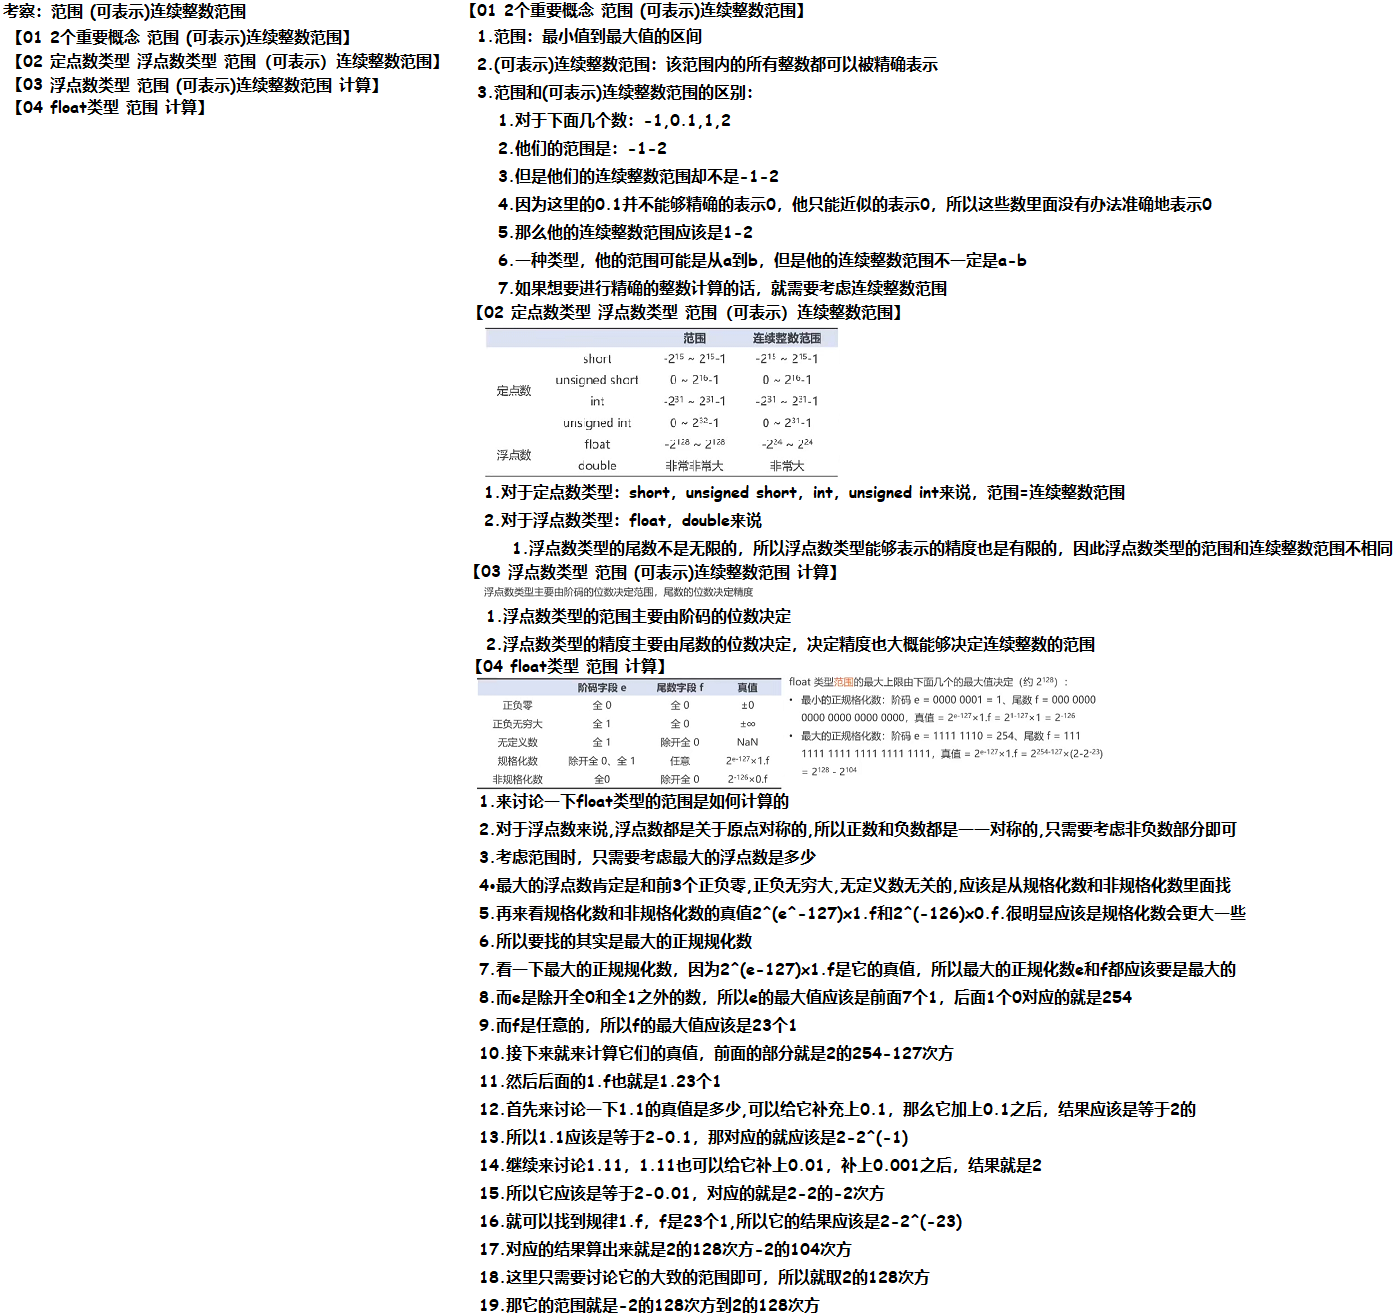 考察：范围 (可表示)连续整数范围
【01 2个重要概念 范围 (可表示)连续整数范围】
【02 定点数类型 浮点数类型 范围（可表示）连续整数范围】
【03 浮点数类型 范围 (可表示)连续整数范围 计算】
【04 float类型 范围 计算】
【01 2个重要概念 范围 (可表示)连续整数范围】
1.范围：最小值到最大值的区间
2.(可表示)连续整数范围：该范围内的所有整数都可以被精确表示
3.范围和(可表示)连续整数范围的区别：
1.对于下面几个数：-1,0.1,1,2
2.他们的范围是：-1-2
3.但是他们的连续整数范围却不是-1-2
4.因为这里的0.1并不能够精确的表示0，他只能近似的表示0，所以这些数里面没有办法准确地表示0
5.那么他的连续整数范围应该是1-2
6.一种类型，他的范围可能是从a到b，但是他的连续整数范围不一定是a-b
7.如果想要进行精确的整数计算的话，就需要考虑连续整数范围
【02 定点数类型 浮点数类型 范围（可表示）连续整数范围】
范围 连续整数范围
定点数 short -2¹⁵ ~ 2¹⁵-1 -2¹⁵ ~ 2¹⁵-1
unsigned short 0 ~ 2¹⁶-1 0 ~ 2¹⁶-1
int -2³¹ ~ 2³¹-1 -2³¹ ~ 2³¹-1
unsigned int 0 ~ 2³²-1 0 ~ 2³¹-1
浮点数 float -2¹²⁸ ~ 2¹²⁸ -2²⁴ ~ 2²⁴
double 非常非常大 非常大
1.对于定点数类型：short，unsigned short，int，unsigned int来说，范围=连续整数范围
2.对于浮点数类型：float，double来说
1.浮点数类型的尾数不是无限的，所以浮点数类型能够表示的精度也是有限的，因此浮点数类型的范围和连续整数范围不相同
【03 浮点数类型 范围 (可表示)连续整数范围 计算】
浮点数类型主要由阶码的位数决定范围，尾数的位数决定精度
1.浮点数类型的范围主要由阶码的位数决定
2.浮点数类型的精度主要由尾数的位数决定，决定精度也大概能够决定连续整数的范围
【04 float类型 范围 计算】
阶码字段 e 尾数字段 f 真值
正负零 全 0 全 0 ±0
正负无穷大 全 1 全 0 ±∞
无定义数 全 1 除开全 0 NaN
规格化数 除开全 0、全 1 任意 2ᵉ⁻¹²⁷×1.f
非规格化数 全0 除开全 0 2⁻¹²⁶×0.f
float 类型范围的最大上限由下面几个的最大值决定（约 2¹²⁸）：
• 最小的正规格化数：阶码 e = 0000 0001 = 1、尾数 f = 000 0000
0000 0000 0000 0000，真值 = 2ᵉ⁻¹²⁷×1.f = 2¹⁻¹²⁷×1 = 2⁻¹²⁶
• 最大的正规格化数：阶码 e = 1111 1110 = 254、尾数 f = 111
1111 1111 1111 1111 1111，真值 = 2ᵉ⁻¹²⁷×1.f = 2²⁵⁴⁻¹²⁷×(2-2⁻²³)
= 2¹²⁸ - 2¹⁰⁴
1.来讨论一下float类型的范围是如何计算的
2.对于浮点数来说,浮点数都是关于原点对称的,所以正数和负数都是一一对称的,只需要考虑非负数部分即可
3.考虑范围时，只需要考虑最大的浮点数是多少
4•最大的浮点数肯定是和前3个正负零,正负无穷大,无定义数无关的,应该是从规格化数和非规格化数里面找
5.再来看规格化数和非规格化数的真值2^(e^-127)x1.f和2^(-126)x0.f.很明显应该是规格化数会更大一些
6.所以要找的其实是最大的正规规化数
7.看一下最大的正规规化数，因为2^(e-127)x1.f是它的真值，所以最大的正规化数e和f都应该要是最大的
8.而e是除开全0和全1之外的数，所以e的最大值应该是前面7个1，后面1个0对应的就是254
9.而f是任意的，所以f的最大值应该是23个1
10.接下来就来计算它们的真值，前面的部分就是2的254-127次方
11.然后后面的1.f也就是1.23个1
12.首先来讨论一下1.1的真值是多少,可以给它补充上0.1，那么它加上0.1之后，结果应该是等于2的
13.所以1.1应该是等于2-0.1，那对应的就应该是2-2^(-1)
14.继续来讨论1.11，1.11也可以给它补上0.01，补上0.001之后，结果就是2
15.所以它应该是等于2-0.01，对应的就是2-2的-2次方
16.就可以找到规律1.f，f是23个1,所以它的结果应该是2-2^(-23)
17.对应的结果算出来就是2的128次方-2的104次方
18.这里只需要讨论它的大致的范围即可，所以就取2的128次方
19.那它的范围就是-2的128次方到2的128次方